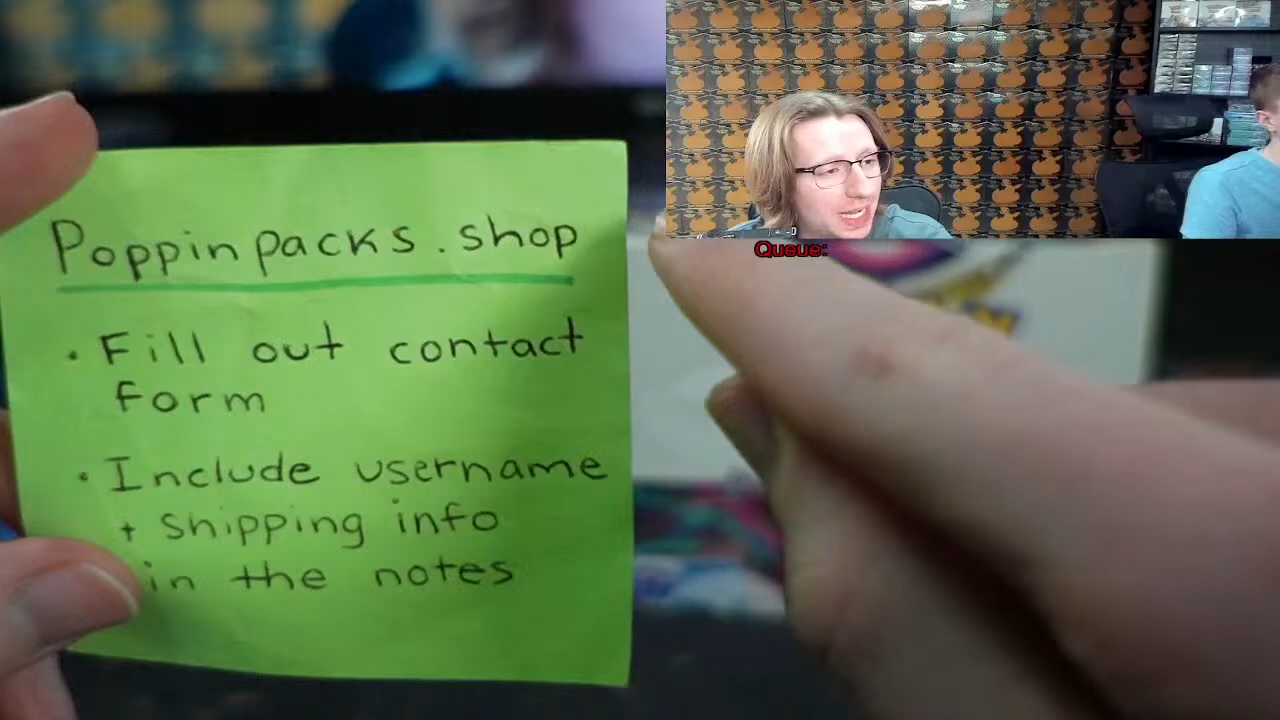 Poppinpacks.shop
• Fill out contact
form
• Include username
+ shipping info
in the notes
Queue: